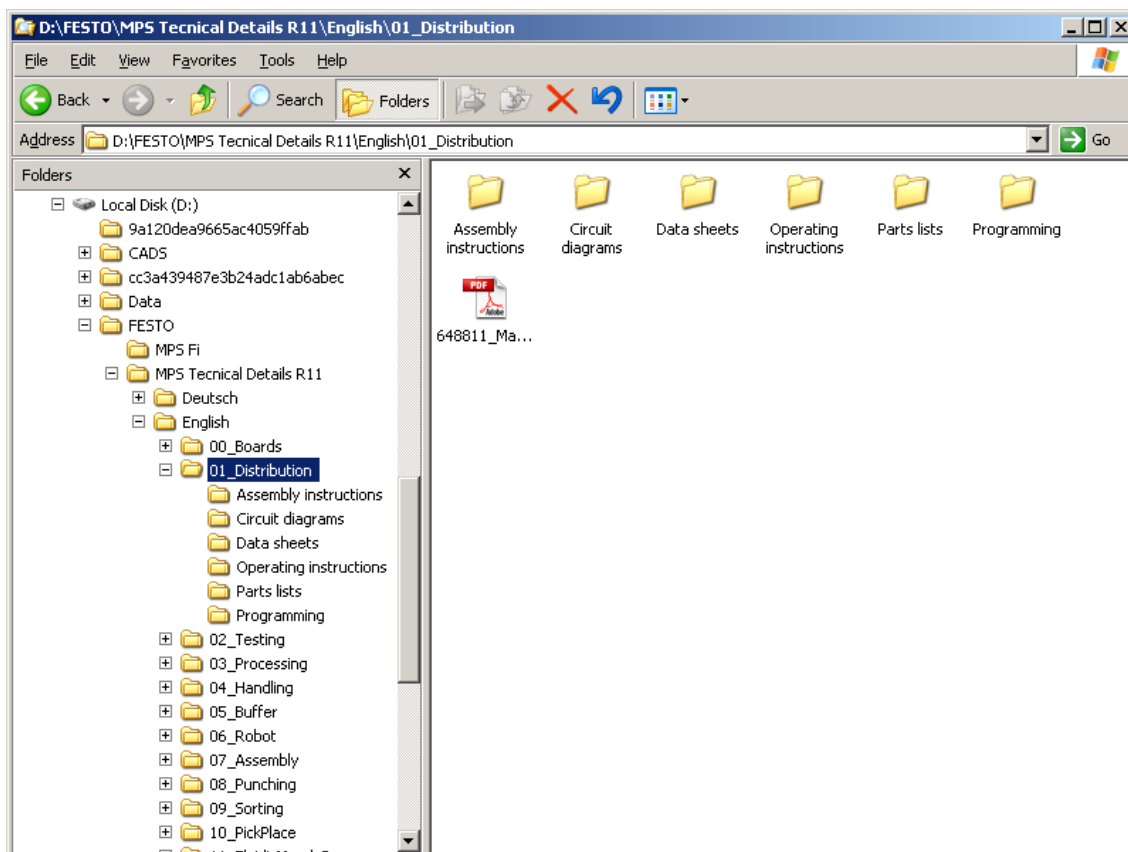 D:\FESTO\MPS Tecnical Details R11\English\01_Distribution
File Edit View Favorites Tools Help
Back Search Folders
Address D:\FESTO\MPS Tecnical Details R11\English\01_Distribution Go
Folders
Local Disk (D:)
9a120dea9665ac4059ffab
CADS
cc3a439487e3b24adc1ab6abec
Data
FESTO
MPS Fi
MPS Tecnical Details R11
Deutsch
English
00_Boards
01_Distribution
Assembly instructions
Circuit diagrams
Data sheets
Operating instructions
Parts lists
Programming
02_Testing
03_Processing
04_Handling
05_Buffer
06_Robot
07_Assembly
08_Punching
09_Sorting
10_PickPlace
Assembly instructions
Circuit diagrams
Data sheets
Operating instructions
Parts lists
Programming
PDF
Adobe
648811_Ma...